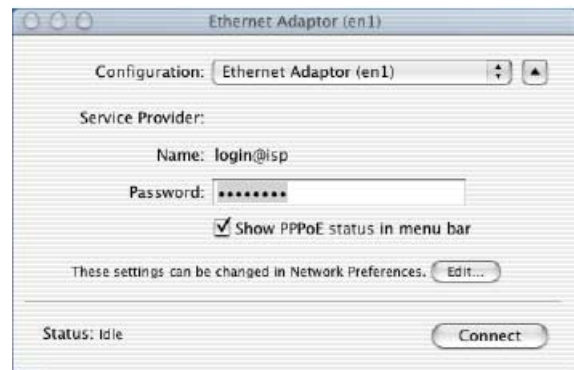 Ethernet Adaptor (en1)
Configuration: Ethernet Adaptor (en1)
Service Provider:
Name: login@isp
Password: ••••••••
Show PPPoE status in menu bar
These settings can be changed in Network Preferences. Edit...
Status: Idle Connect